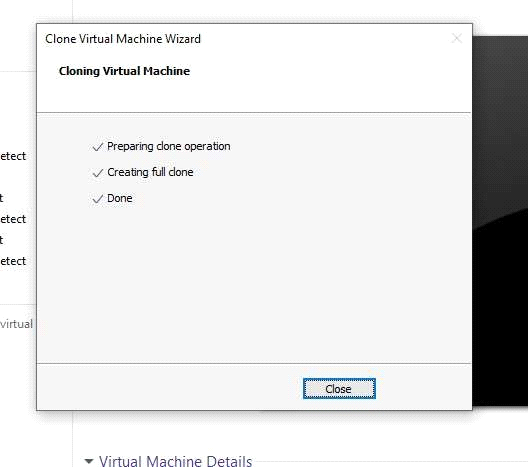 Clone Virtual Machine Wizard
Cloning Virtual Machine
Preparing clone operation
etect
Creating full clone
t
Done
etect
t
etect
virtual
Close
Virtual Machine Details